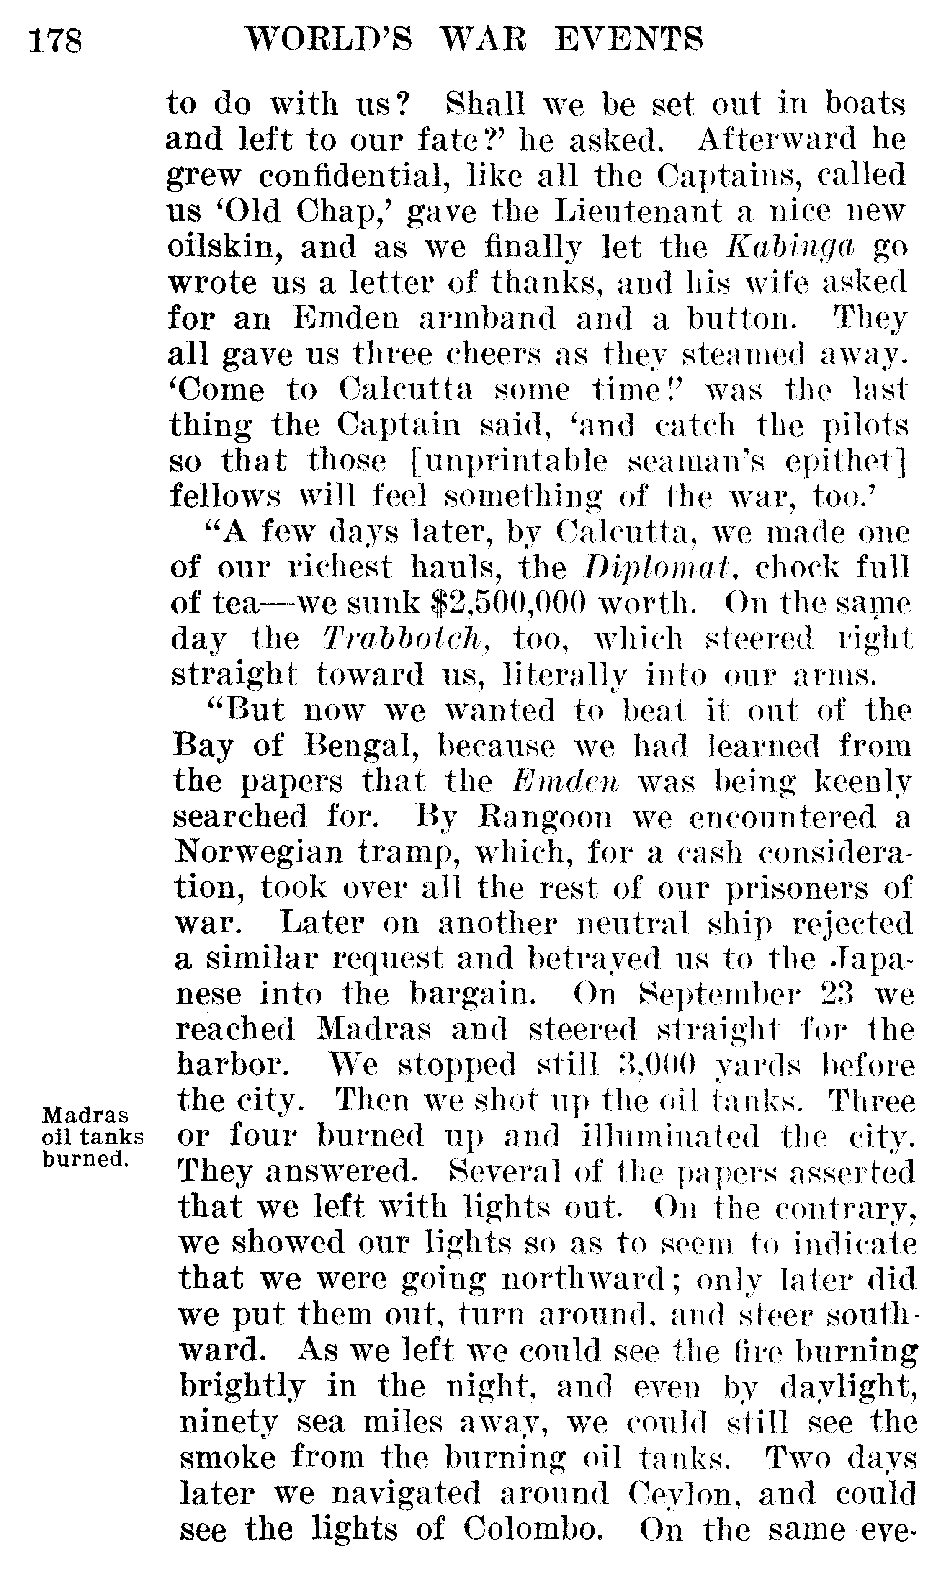 178 WORLD'S WAR EVENTS
to do with us? Shall we be set out in boats
and left to our fate?' he asked. Afterward he
grew confidential, like all the Captains, called
us 'Old Chap,' gave the Lieutenant a nice new
oilskin, and as we finally let the Kabinga go
wrote us a letter of thanks, and his wife asked
for an Emden armband and a button. They
all gave us three cheers as they steamed away.
'Come to Calcutta some time!' was the last
thing the Captain said, 'and catch the pilots
so that those [unprintable seaman's epithet]
fellows will feel something of the war, too.'
"A few days later, by Calcutta, we made one
of our richest hauls, the Diplomat, chock full
of tea—we sunk $2,500,000 worth. On the same
day the Trabbotch, too, which steered right
straight toward us, literally into our arms.
"But now we wanted to beat it out of the
Bay of Bengal, because we had learned from
the papers that the Emden was being keenly
searched for. By Rangoon we encountered a
Norwegian tramp, which, for a cash considera-
tion, took over all the rest of our prisoners of
war. Later on another neutral ship rejected
a similar request and betrayed us to the Japa-
nese into the bargain. On September 23 we
reached Madras and steered straight for the
harbor. We stopped still 3,000 yards before
the city. Then we shot up the oil tanks. Three
or four burned up and illuminated the city.
They answered. Several of the papers asserted
that we left with lights out. On the contrary,
we showed our lights so as to seem to indicate
that we were going northward; only later did
we put them out, turn around, and steer south-
ward. As we left we could see the fire burning
brightly in the night, and even by daylight,
ninety sea miles away, we could still see the
smoke from the burning oil tanks. Two days
later we navigated around Ceylon, and could
see the lights of Colombo. On the same eve-
Madras
oil tanks
burned.